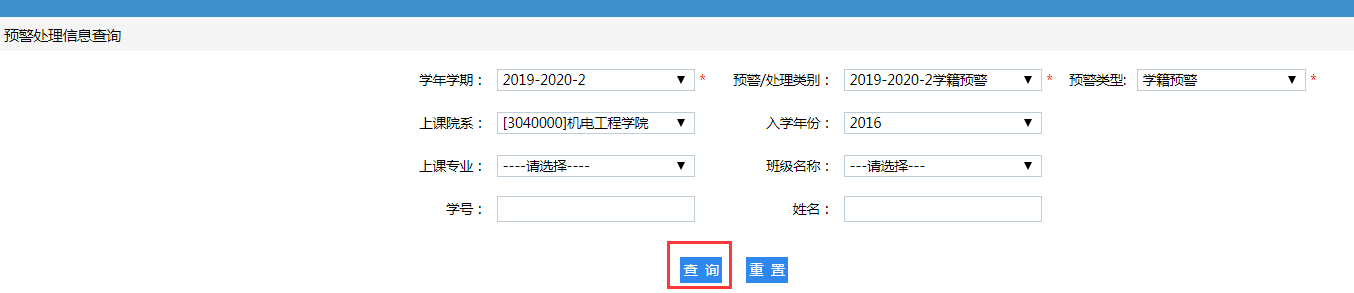 预警处理信息查询
学年学期： 2019-2020-2 ▼ * 预警/处理类别： 2019-2020-2学籍预警 ▼ * 预警类型: 学籍预警 ▼ *
上课院系： [3040000]机电工程学院 ▼ 入学年份： 2016 ▼
上课专业： ----请选择---- ▼ 班级名称： ---请选择--- ▼
学号： 姓名：
查 询 重 置